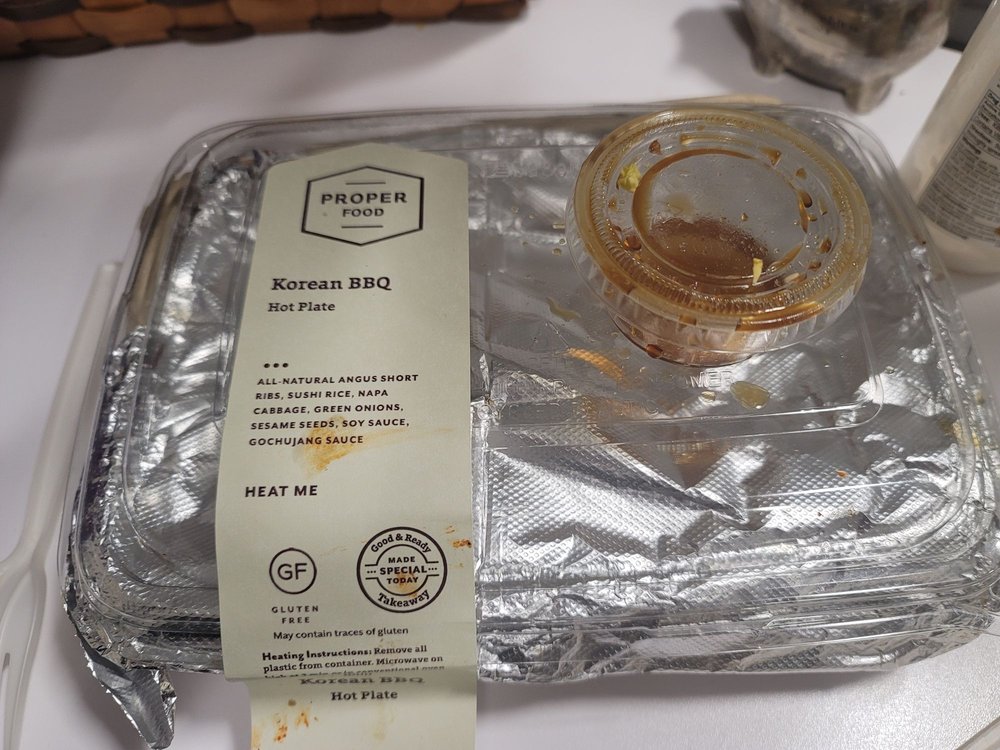 PROPER
FOOD
Korean BBQ
Hot Plate
ALL-NATURAL ANGUS SHORT
RIBS, SUSHI RICE, NAPA
CABBAGE, GREEN ONIONS,
SESAME SEEDS, SOY SAUCE,
GOCHUJANG SAUCE
HEAT ME
GF
GLUTEN
FREE
Good & Ready
MADE
SPECIAL
TODAY
Takeaway
May contain traces of gluten
Heating Instructions: Remove all
plastic from container. Microwave on
Korean BBQ
Hot Plate